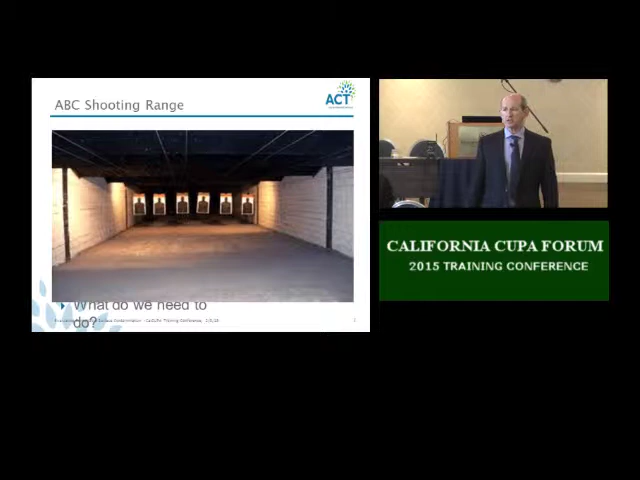 ABC Shooting Range
ACT
What do we need to
do?
CALIFORNIA CUPA FORUM
2015 TRAINING CONFERENCE